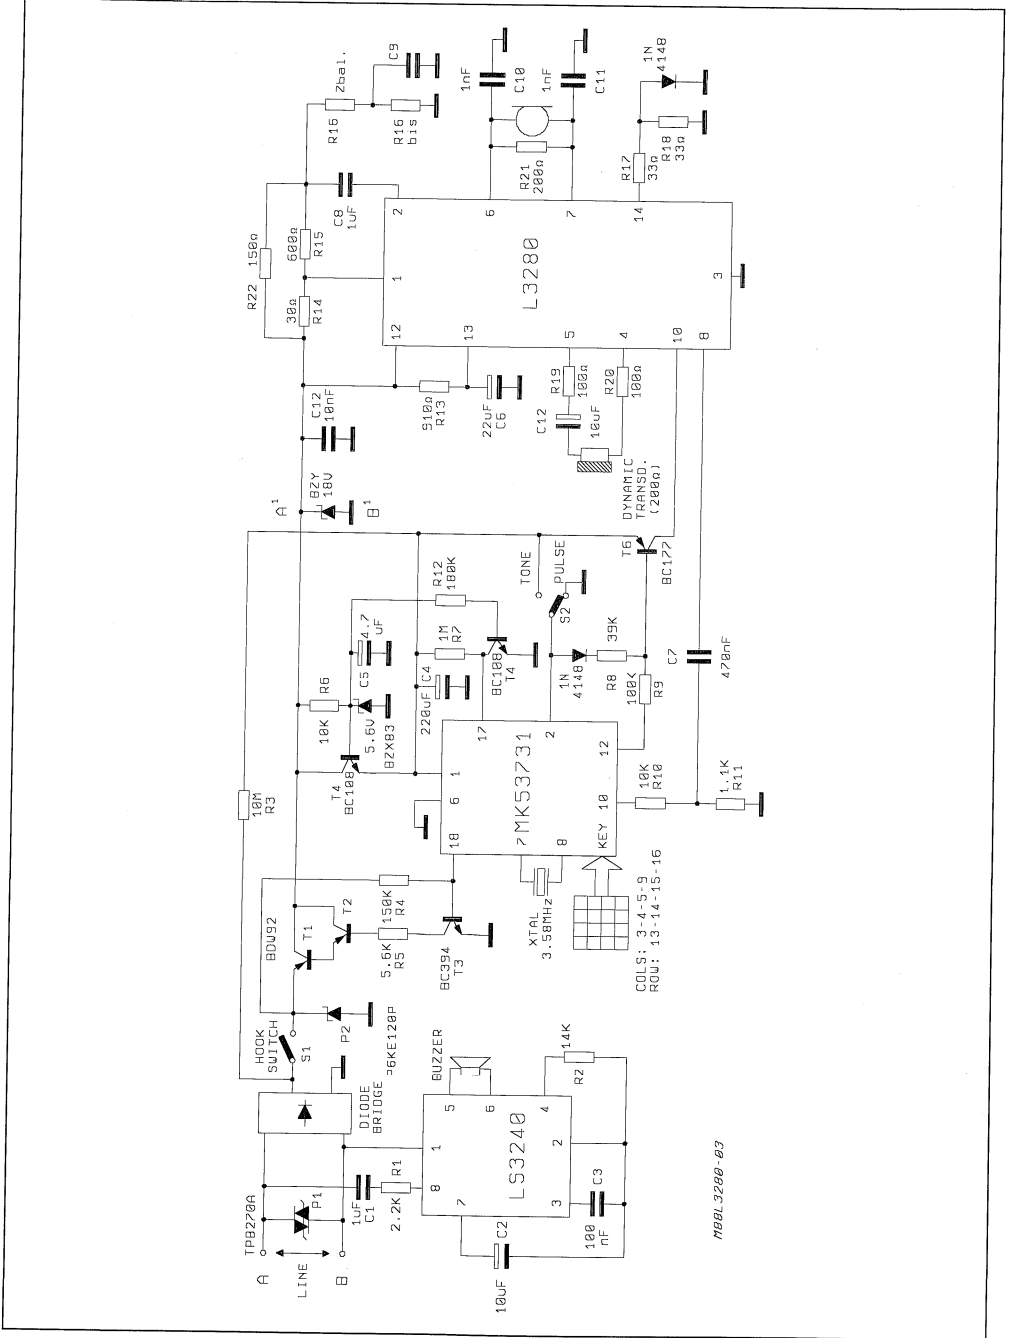 A
LINE
B
TPB270A
P1
1uF
C1
2.2K
R1
DIODE
BRIDGE
HOOK
SWITCH
S1
P2
P6KE120P
10uF
C2
LS3240
8
1
7
5
6
4
2
3
100
nF
C3
BUZZER
R2
14K
M88L3280-03
BDW92
T1
T2
5.6K
R5
150K
R4
BC394
T3
10M
R3
XTAL
3.58MHz
COLS: 3-4-5-9
ROW: 13-14-15-16
MK53731
18
6
1
7
8
KEY
10
12
17
2
T4
BC108
10K
R6
5.6V
BZX83
C5
4.7
uF
220uF
C4
1M
R7
R12
180K
BC108
T4
TONE
PULSE
S2
1N
4148
R8
39K
100K
R9
10K
R10
1.1K
R11
C7
470nF
T6
BC177
A1
BZY
18V
B1
C12
10nF
910Ω
R13
22uF
C6
C12
10uF
R19
100Ω
R20
100Ω
DYNAMIC
TRANSD.
(200Ω)
R22
150Ω
30Ω
R14
600Ω
R15
C8
1uF
L3280
12
13
1
2
5
4
10
8
6
7
14
3
R16
Zbal.
R16
bis
C9
1nF
C10
1nF
C11
R21
200Ω
R17
33Ω
R18
33Ω
1N
4148